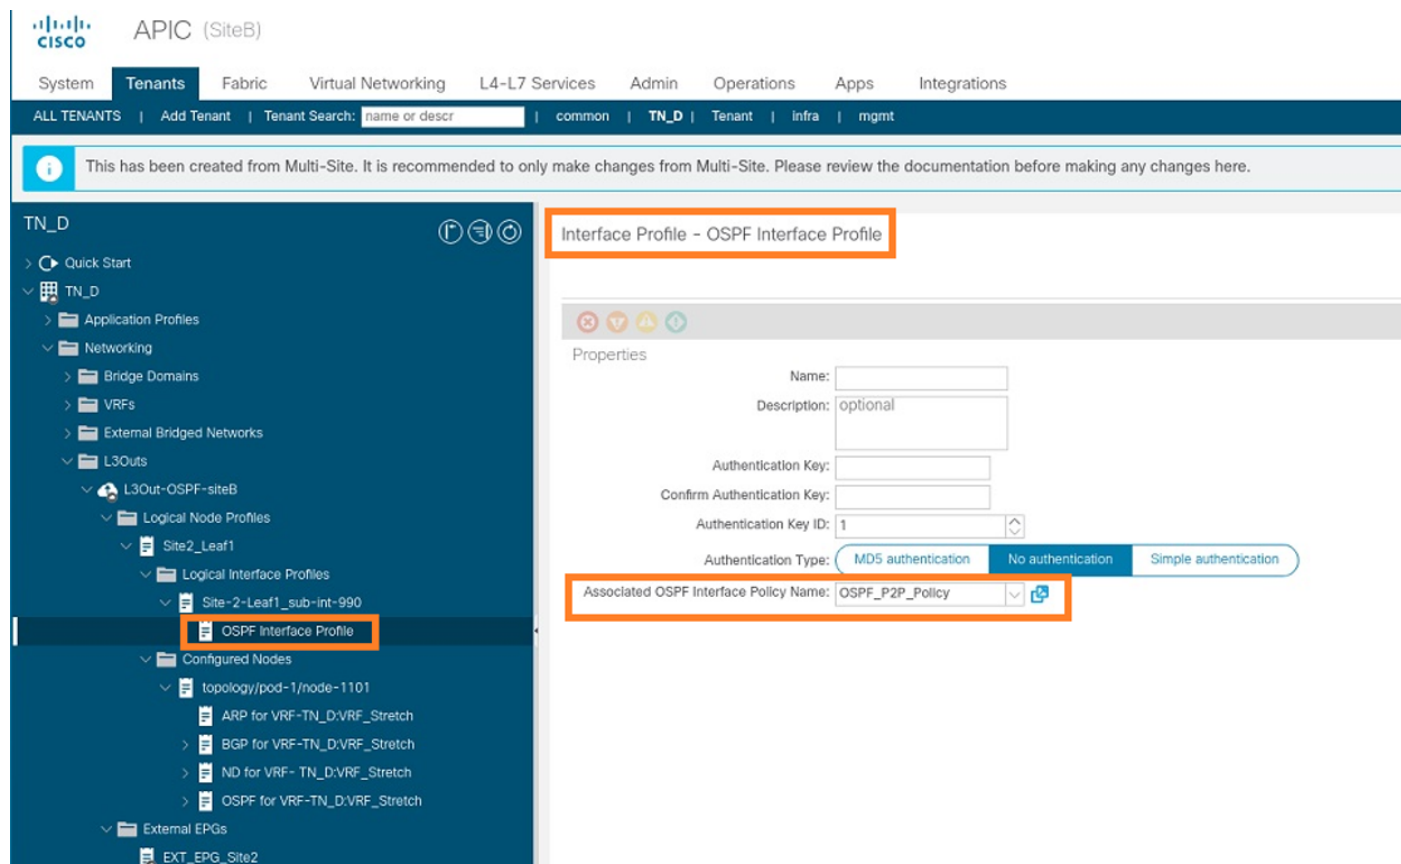 CISCO APIC (SiteB)
System Tenants Fabric Virtual Networking L4-L7 Services Admin Operations Apps Integrations
ALL TENANTS | Add Tenant | Tenant Search: name or descr | common | TN_D | Tenant | infra | mgmt
This has been created from Multi-Site. It is recommended to only make changes from Multi-Site. Please review the documentation before making any changes here.
TN_D
Quick Start
TN_D
Application Profiles
Networking
Bridge Domains
VRFs
External Bridged Networks
L3Outs
L3Out-OSPF-siteB
Logical Node Profiles
Site2_Leaf1
Logical Interface Profiles
Site-2-Leaf1_sub-int-990
OSPF Interface Profile
Configured Nodes
topology/pod-1/node-1101
ARP for VRF-TN_D:VRF_Stretch
BGP for VRF-TN_D:VRF_Stretch
ND for VRF- TN_D:VRF_Stretch
OSPF for VRF-TN_D:VRF_Stretch
External EPGs
EXT_EPG_Site2
Interface Profile - OSPF Interface Profile
Properties
Name:
Description: optional
Authentication Key:
Confirm Authentication Key:
Authentication Key ID: 1
Authentication Type: MD5 authentication No authentication Simple authentication
Associated OSPF Interface Policy Name: OSPF_P2P_Policy